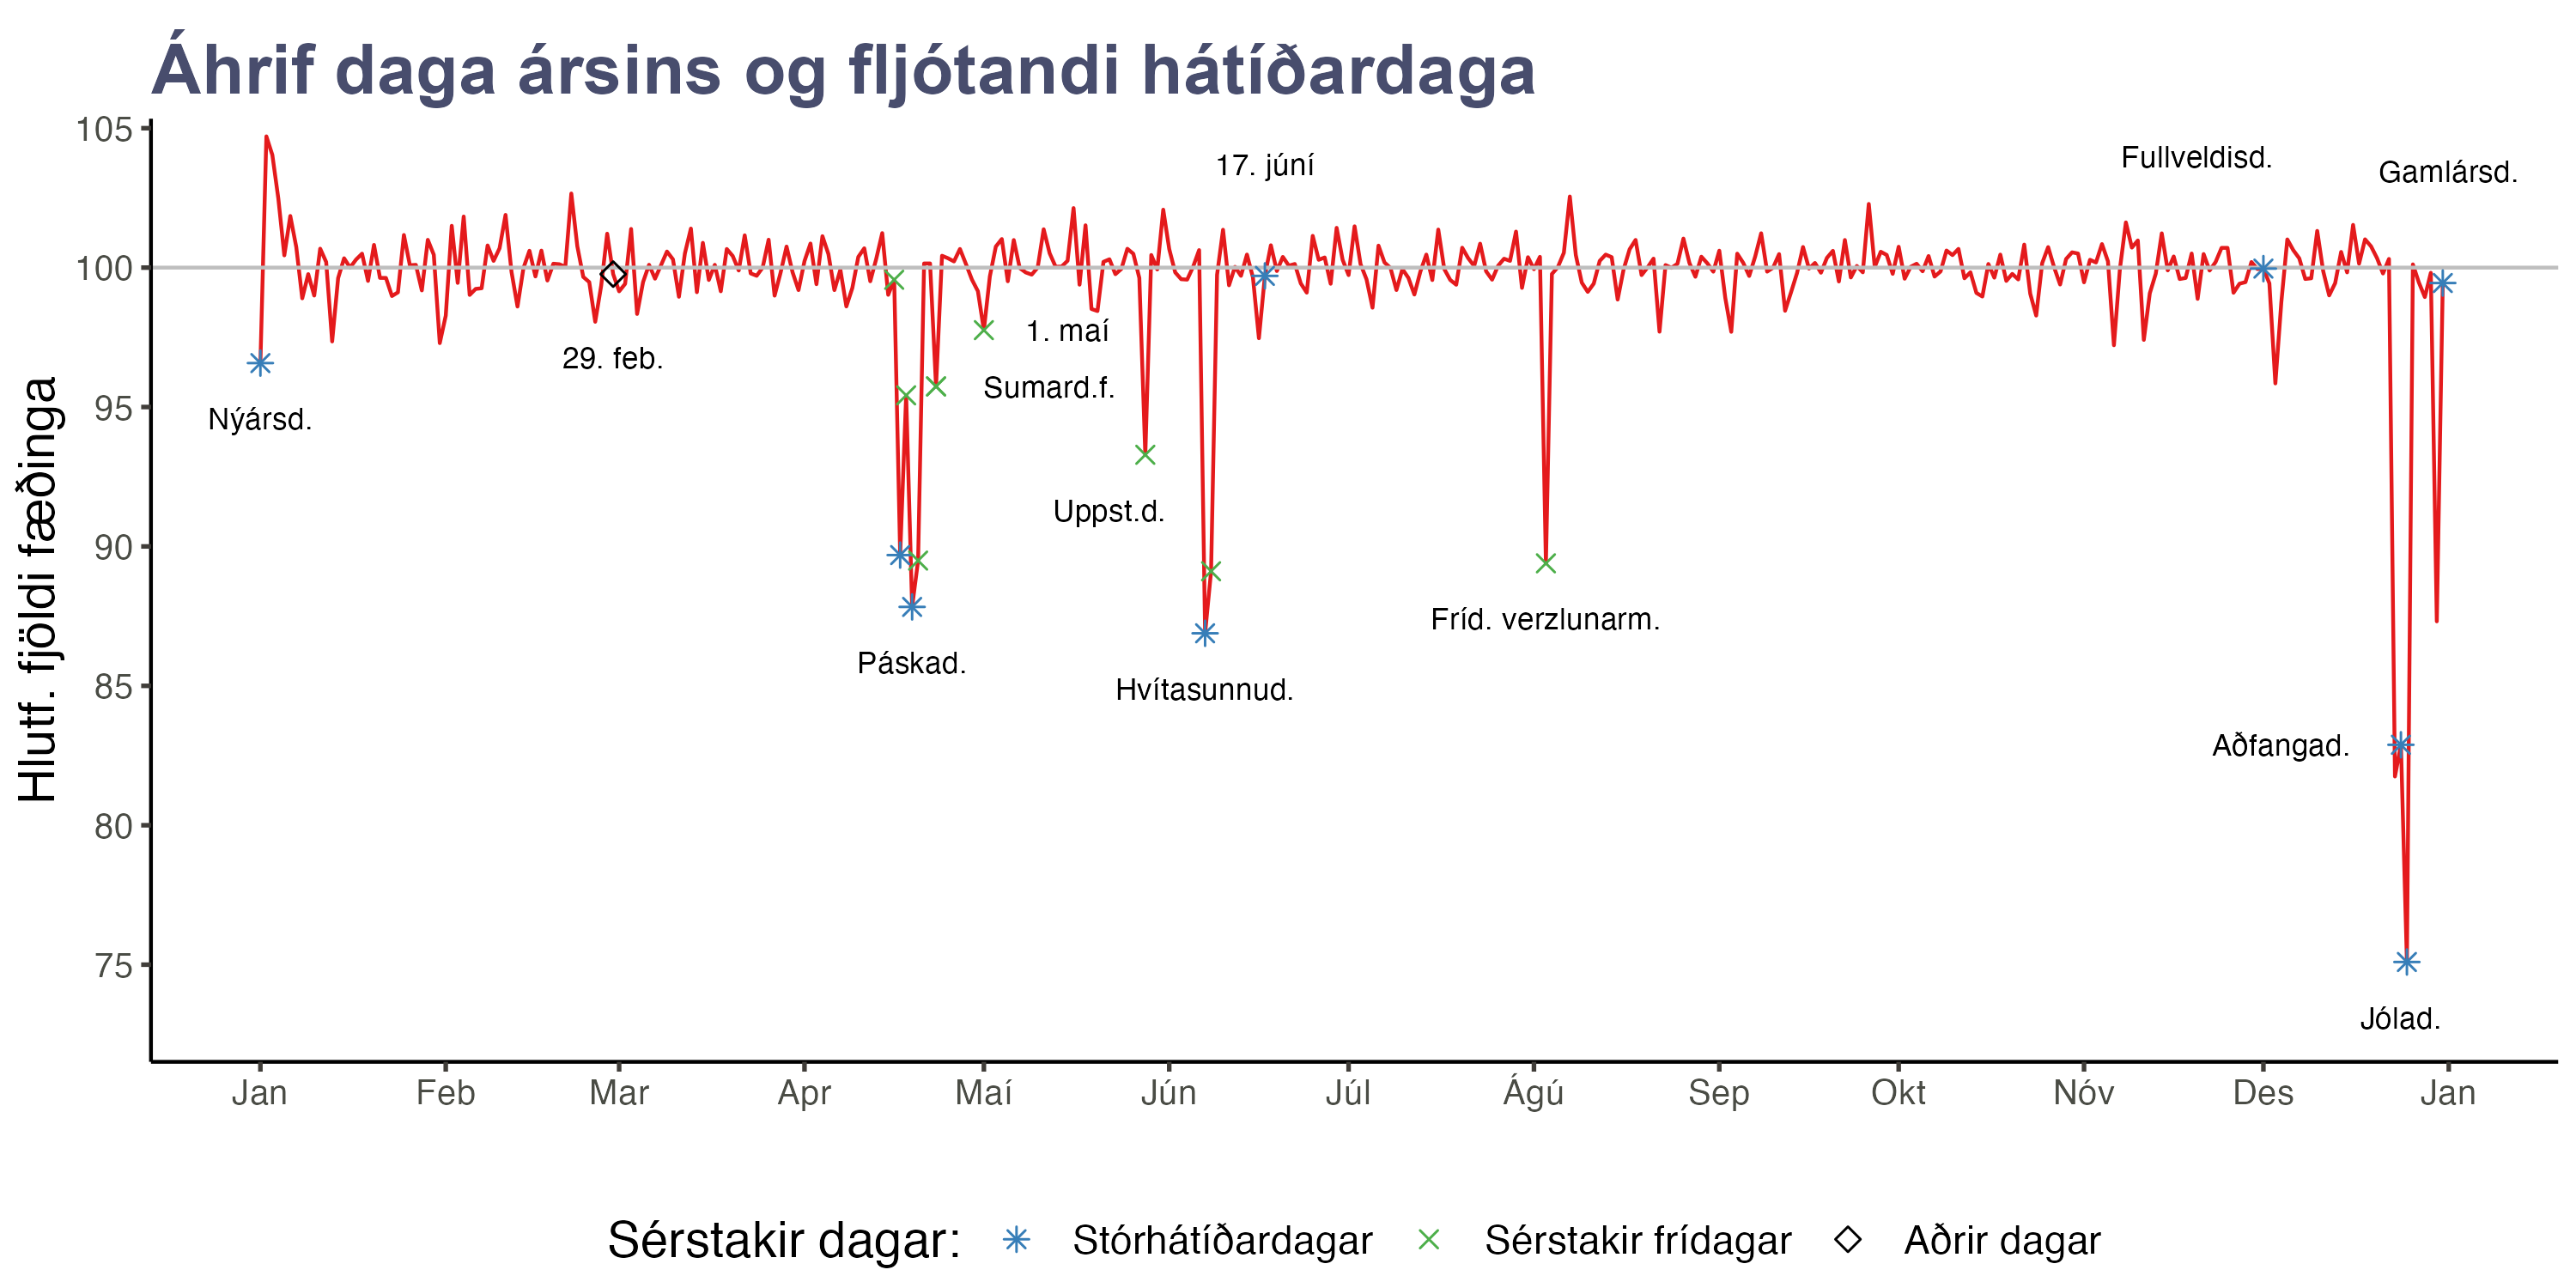 Áhrif daga ársins og fljótandi hátíðardaga
Hlutf. fjöldi fæðinga
105
100
95
90
85
80
75
Nýársd.
29. feb.
Páskad.
Sumard.f.
1. maí
Uppst.d.
Hvítasunnud.
17. júní
Fríd. verzlunarm.
Fullveldisd.
Aðfangad.
Jólad.
Gamlársd.
Jan Feb Mar Apr Maí Jún Júl Ágú Sep Okt Nóv Des Jan
Sérstakir dagar: Stórhátíðardagar Sérstakir frídagar Aðrir dagar